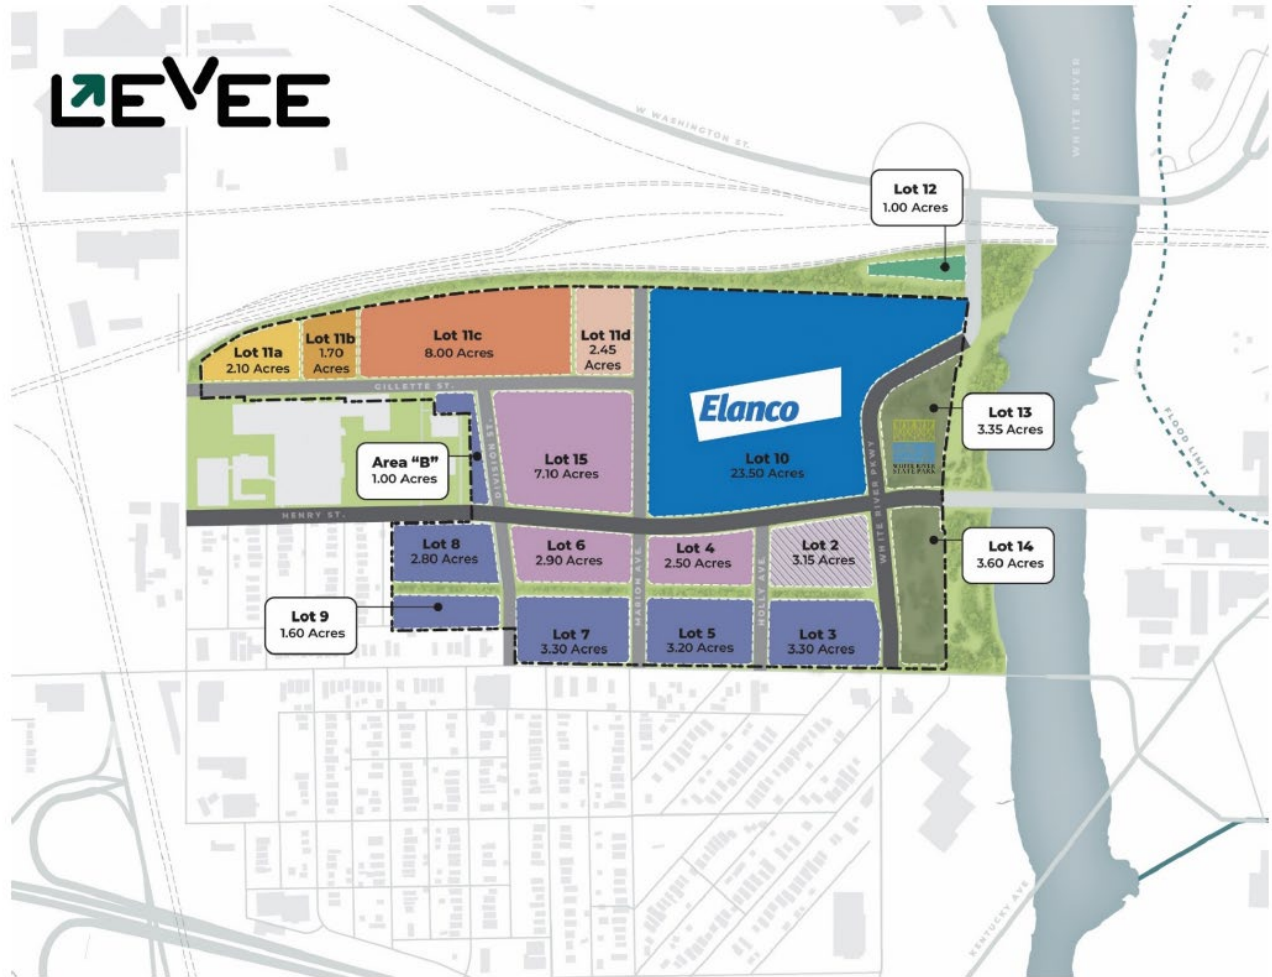 LEVEE
W WASHINGTON ST.
WHITE RIVER
Lot 12
1.00 Acres
Lot 11a
2.10 Acres
Lot 11b
1.70
Acres
Lot 11c
8.00 Acres
Lot 11d
2.45
Acres
GILLETTE ST.
Elanco
Lot 10
23.50 Acres
Lot 13
3.35 Acres
WHITE RIVER
STATE PARK
FLOOD LIMIT
Area “B”
1.00 Acres
DIVISION ST.
Lot 15
7.10 Acres
WHITE RIVER PKWY
HENRY ST.
Lot 8
2.80 Acres
Lot 6
2.90 Acres
MARION AVE.
Lot 4
2.50 Acres
HOLLY AVE.
Lot 2
3.15 Acres
Lot 14
3.60 Acres
Lot 9
1.60 Acres
Lot 7
3.30 Acres
Lot 5
3.20 Acres
Lot 3
3.30 Acres
KENTUCKY AVE